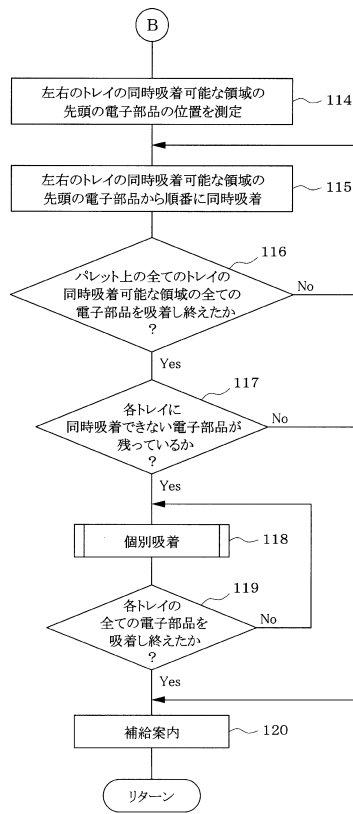 B
左右のトレイの同時吸着可能な領域の
先頭の電子部品の位置を測定
114
左右のトレイの同時吸着可能な領域の
先頭の電子部品から順番に同時吸着
115
116
パレット上の全てのトレイの
同時吸着可能な領域の全ての
電子部品を吸着し終えたか
?
No
Yes
117
各トレイに
同時吸着できない電子部品が
残っているか
?
No
Yes
個別吸着
118
119
各トレイの
全ての電子部品を
吸着し終えたか
?
No
Yes
補給案内
120
リターン